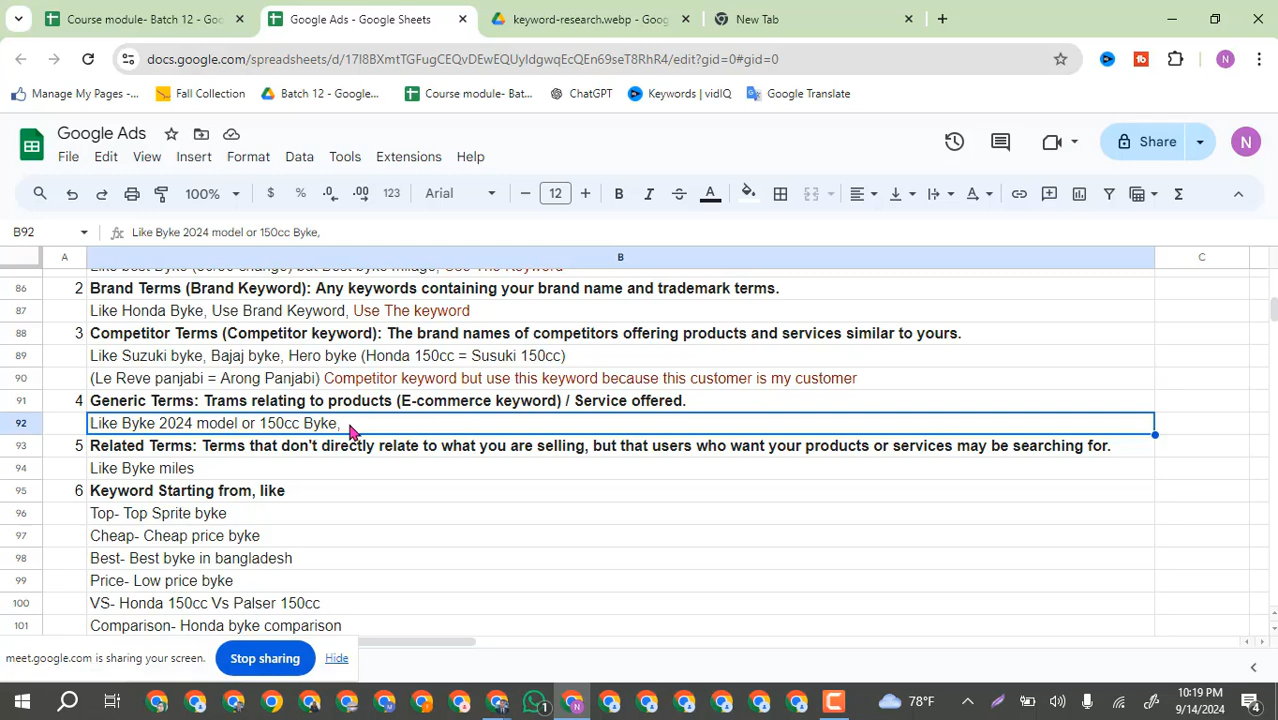 Course module- Batch 12 - Goo
Google Ads - Google Sheets
keyword-research.webp - Goog
New Tab
docs.google.com/spreadsheets/d/17I8BXmtTGFugCEQvDEwEQUyIdgwqEcQEn69seT8RhR4/edit?gid=0#gid=0
Manage My Pages -...
Fall Collection
Batch 12 - Google...
Course module- Bat...
ChatGPT
Keywords | vidIQ
Google Translate
Google Ads
Share
N
File Edit View Insert Format Data Tools Extensions Help
100% $ % .0 .00 123 Arial 12 B I A
B92 fx Like Byke 2024 model or 150cc Byke,
A B C
86 2 Brand Terms (Brand Keyword): Any keywords containing your brand name and trademark terms.
87 Like Honda Byke, Use Brand Keyword, Use The keyword
88 3 Competitor Terms (Competitor keyword): The brand names of competitors offering products and services similar to yours.
89 Like Suzuki byke, Bajaj byke, Hero byke (Honda 150cc = Susuki 150cc)
90 (Le Reve panjabi = Arong Panjabi) Competitor keyword but use this keyword because this customer is my customer
91 4 Generic Terms: Trams relating to products (E-commerce keyword) / Service offered.
92 Like Byke 2024 model or 150cc Byke,
93 5 Related Terms: Terms that don't directly relate to what you are selling, but that users who want your products or services may be searching for.
94 Like Byke miles
95 6 Keyword Starting from, like
96 Top- Top Sprite byke
97 Cheap- Cheap price byke
98 Best- Best byke in bangladesh
99 Price- Low price byke
100 VS- Honda 150cc Vs Palser 150cc
101 Comparison- Honda byke comparison
meet.google.com is sharing your screen.
Stop sharing
Hide
1
78°F
10:19 PM
9/14/2024
4